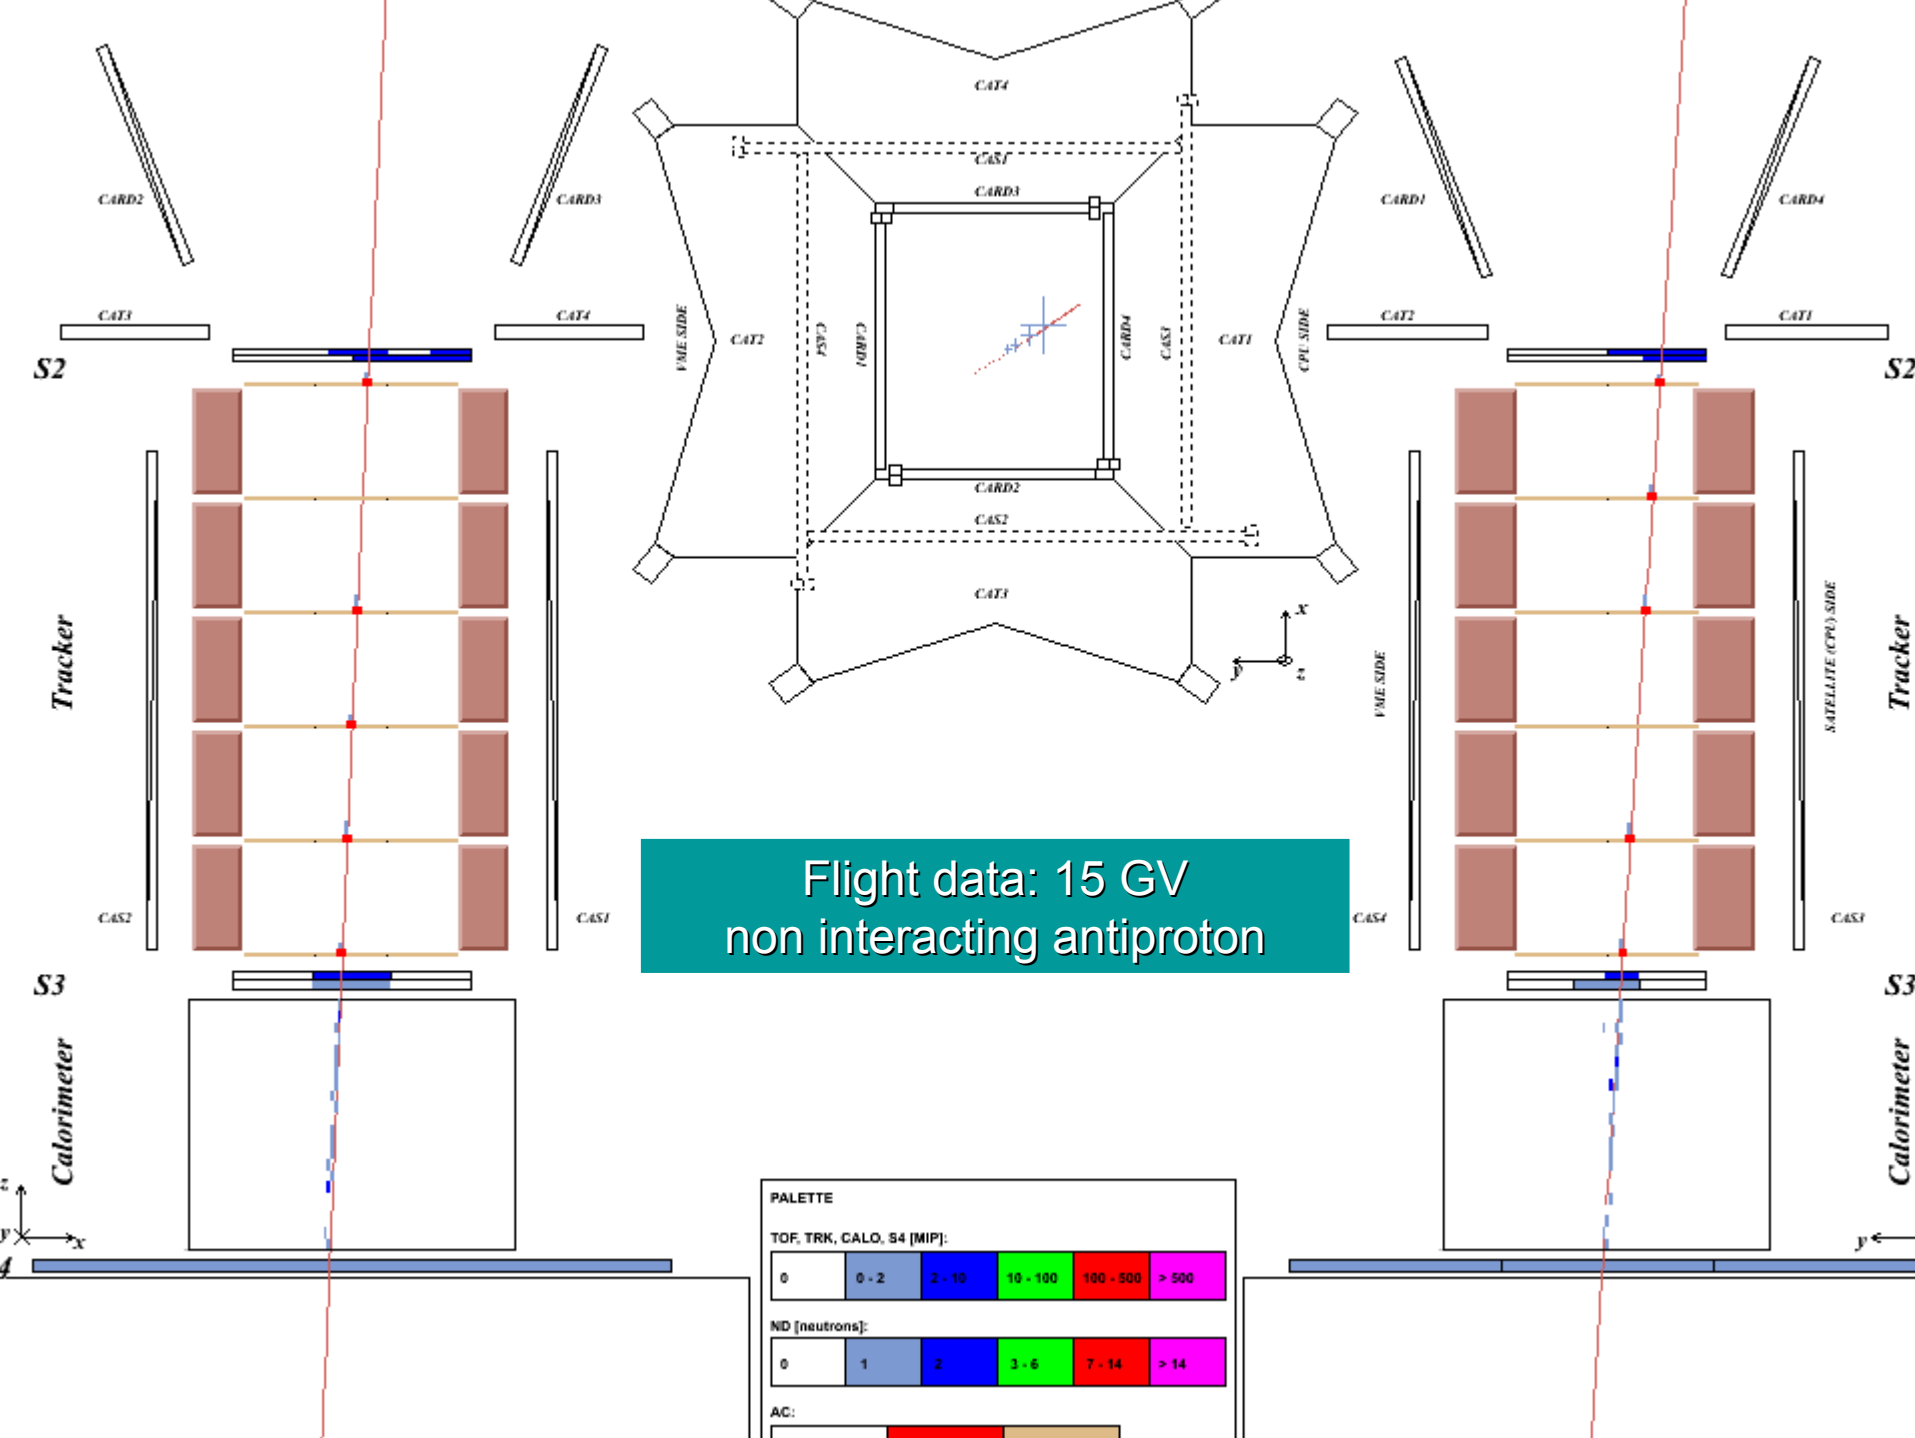 CAT4
CAS1
CARD3
CARD2
CARD3
CARD1
CARD4
CAT3
CAT4
VME SIDE
CAT2
CAS4
CARD1
CARD4
CAS3
CAT1
CPU SIDE
CAT2
CAT1
S2
S2
CARD2
CAS2
CAT3
x
y
z
Tracker
VME SIDE
SATELLITE (CPU) SIDE
Tracker
Flight data: 15 GV
non interacting antiproton
CAS2
CAS1
CAS4
CAS3
S3
S3
Calorimeter
Calorimeter
z
y
x
y
4
PALETTE
TOF, TRK, CALO, S4 [MIP]:
0
0 - 2
2 - 10
10 - 100
100 - 500
> 500
ND [neutrons]:
0
1
2
3 - 6
7 - 14
> 14
AC: